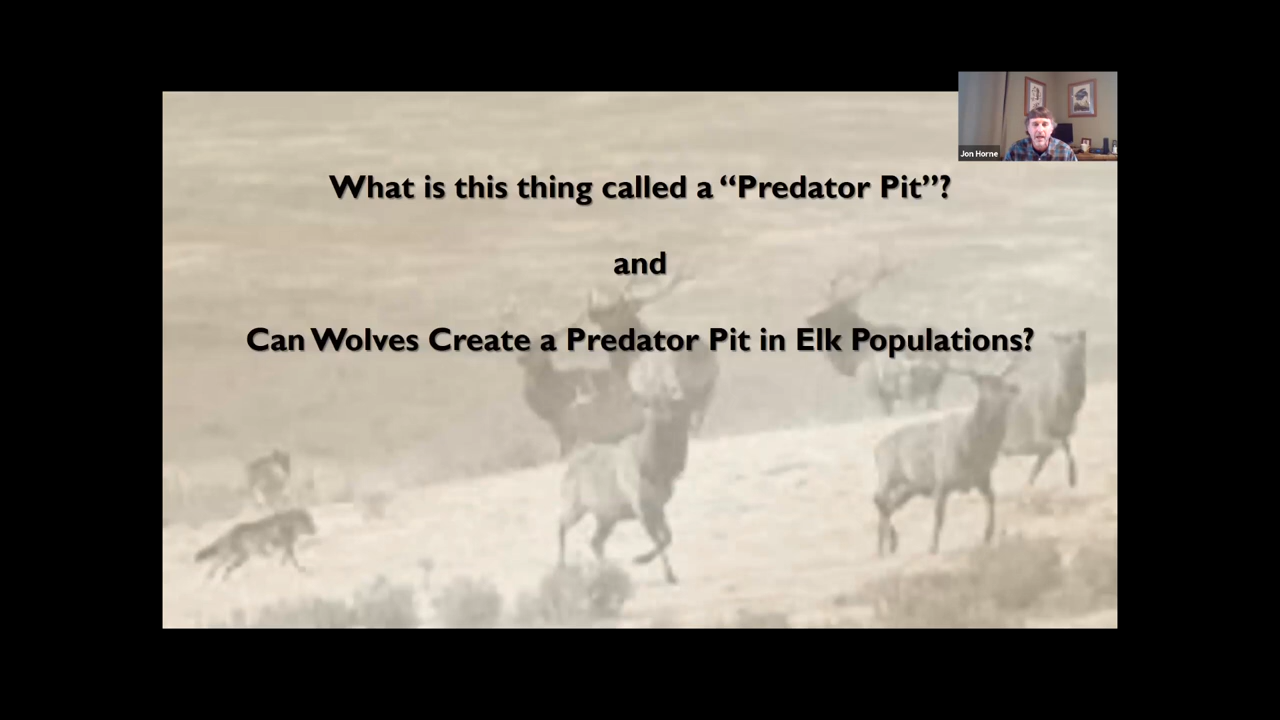 Jon Horne
What is this thing called a “Predator Pit”?
and
Can Wolves Create a Predator Pit in Elk Populations?